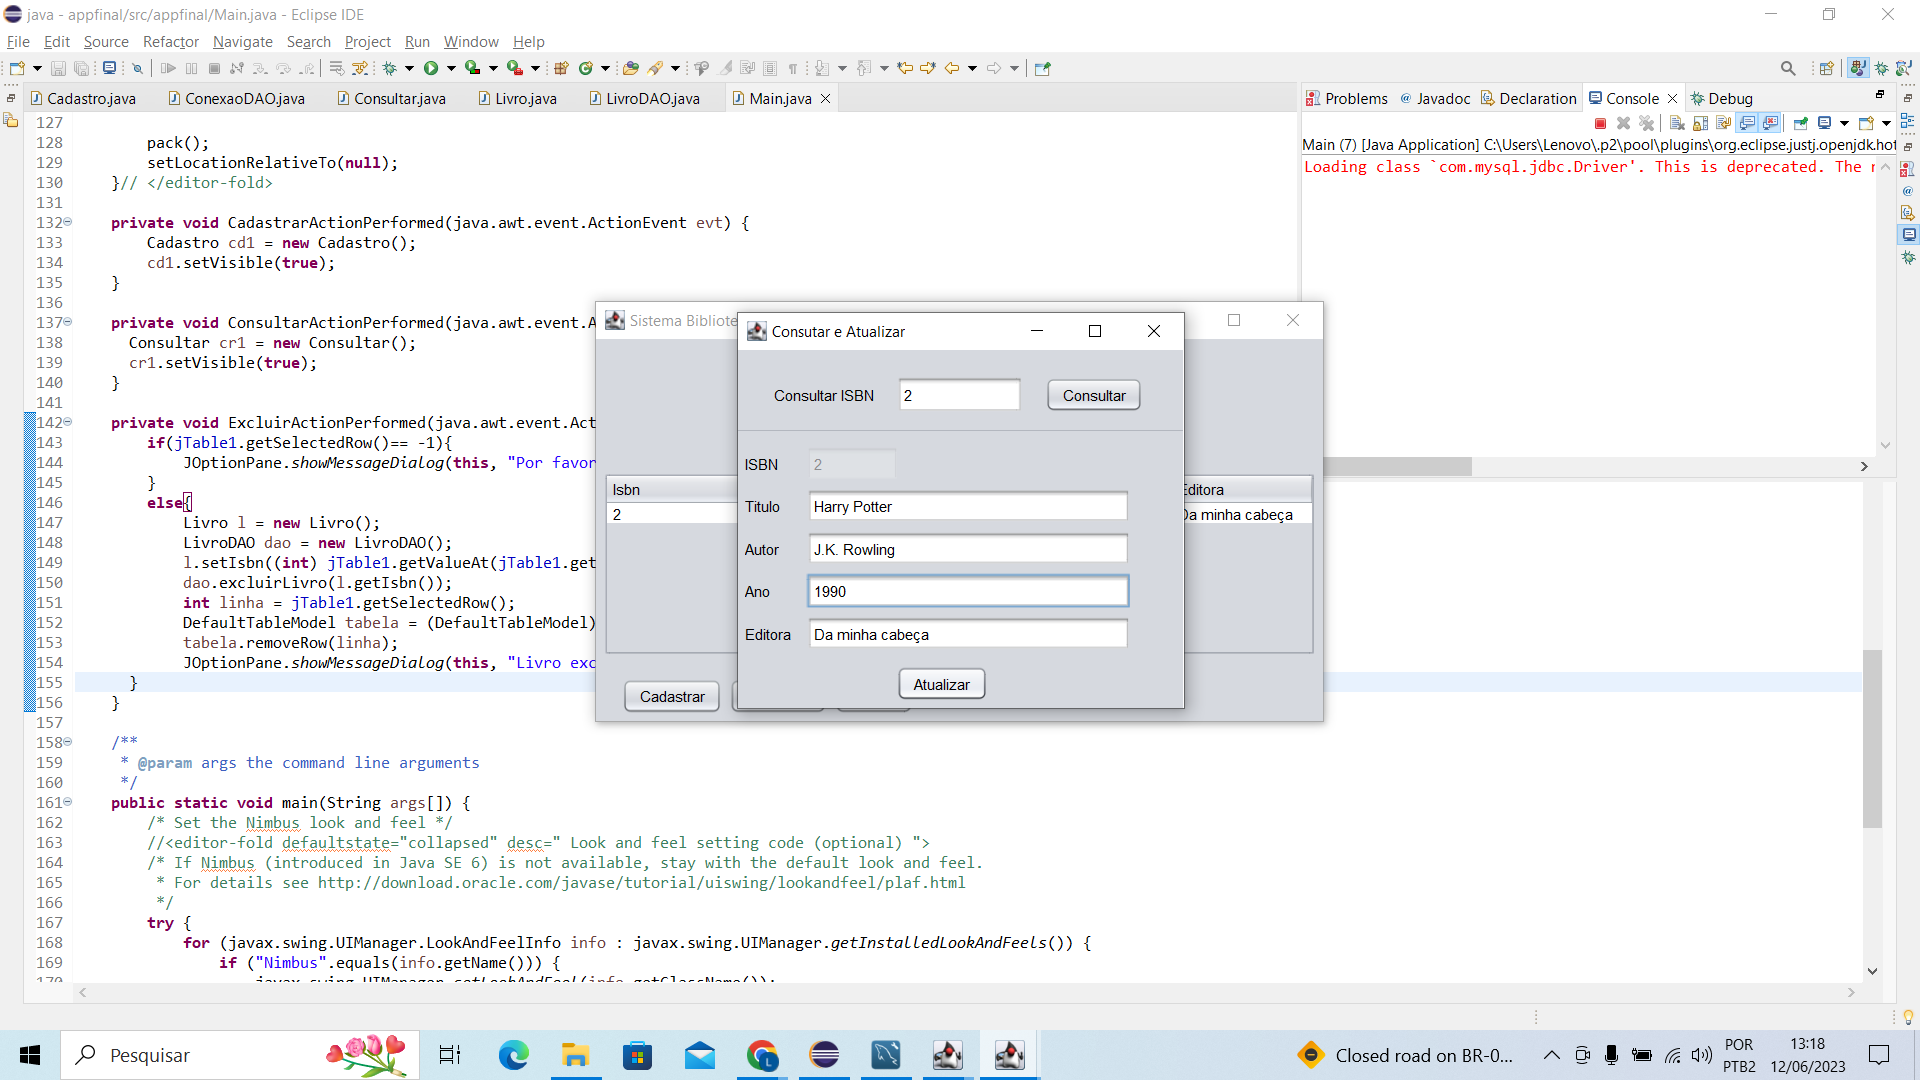 java - appfinal/src/appfinal/Main.java - Eclipse IDE
File Edit Source Refactor Navigate Search Project Run Window Help
Cadastro.java ConexaoDAO.java Consultar.java Livro.java LivroDAO.java Main.java
Problems Javadoc Declaration Console Debug
Main (7) [Java Application] C:\Users\Lenovo\.p2\pool\plugins\org.eclipse.justj.openjdk.hot
Loading class `com.mysql.jdbc.Driver'. This is deprecated. The
127
128 pack();
129 setLocationRelativeTo(null);
130 }// </editor-fold>
131
132 private void CadastrarActionPerformed(java.awt.event.ActionEvent evt) {
133 Cadastro cd1 = new Cadastro();
134 cd1.setVisible(true);
135 }
136
137 private void ConsultarActionPerformed(java.awt.event.A
138 Consultar cr1 = new Consultar();
139 cr1.setVisible(true);
140 }
141
142 private void ExcluirActionPerformed(java.awt.event.Act
143 if(jTable1.getSelectedRow()== -1){
144 JOptionPane.showMessageDialog(this, "Por favor
145 }
146 else{
147 Livro l = new Livro();
148 LivroDAO dao = new LivroDAO();
149 l.setIsbn((int) jTable1.getValueAt(jTable1.get
150 dao.excluirLivro(l.getIsbn());
151 int linha = jTable1.getSelectedRow();
152 DefaultTableModel tabela = (DefaultTableModel)
153 tabela.removeRow(linha);
154 JOptionPane.showMessageDialog(this, "Livro exc
155 }
156 }
157
158 /**
159 * @param args the command line arguments
160 */
161 public static void main(String args[]) {
162 /* Set the Nimbus look and feel */
163 //<editor-fold defaultstate="collapsed" desc=" Look and feel setting code (optional) ">
164 /* If Nimbus (introduced in Java SE 6) is not available, stay with the default look and feel.
165 * For details see http://download.oracle.com/javase/tutorial/uiswing/lookandfeel/plaf.html
166 */
167 try {
168 for (javax.swing.UIManager.LookAndFeelInfo info : javax.swing.UIManager.getInstalledLookAndFeels()) {
169 if ("Nimbus".equals(info.getName())) {
170 javax.swing.UIManager.setLookAndFeel(info.getClassName());
Sistema Bibliote
Isbn Editora
2 Da minha cabeça
Cadastrar
Consutar e Atualizar
Consultar ISBN 2 Consultar
ISBN 2
Titulo Harry Potter
Autor J.K. Rowling
Ano 1990
Editora Da minha cabeça
Atualizar
Pesquisar
Closed road on BR-0...
POR
PTB2
13:18
12/06/2023